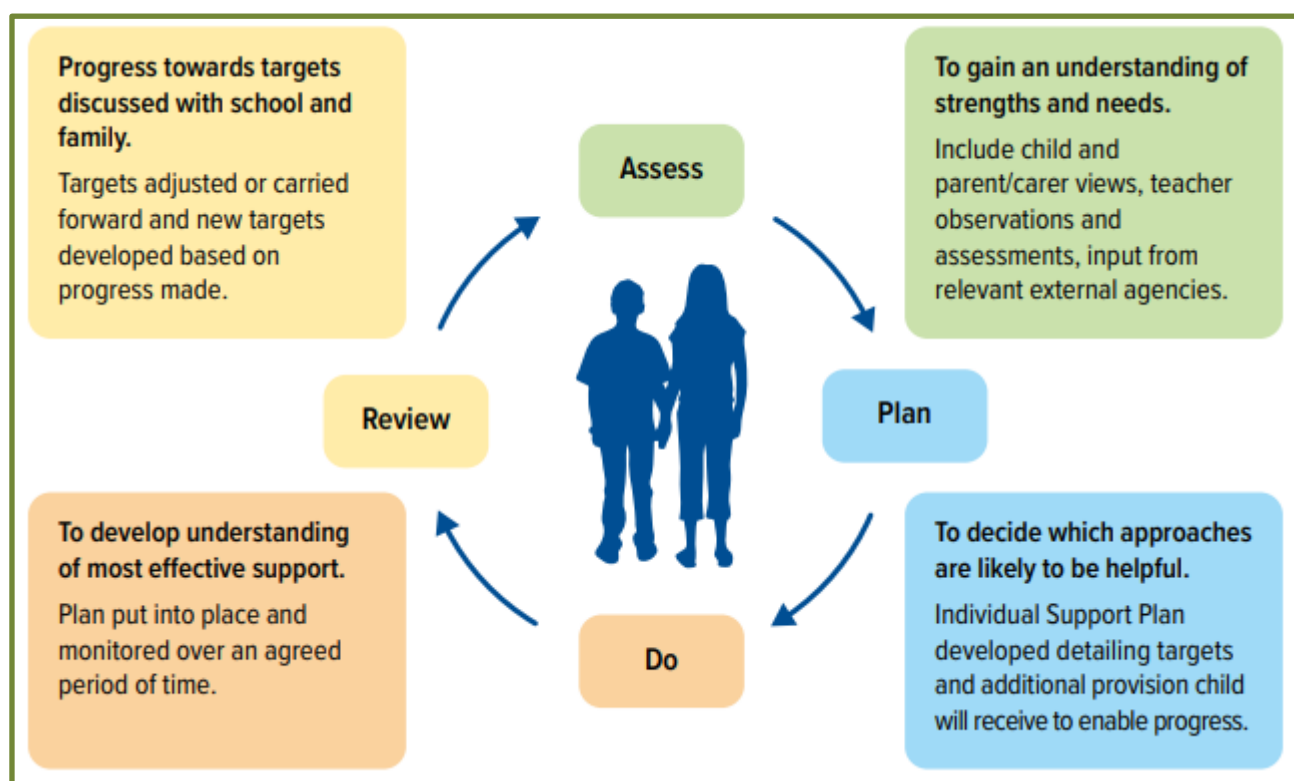 Progress towards targets
discussed with school and
family.
Targets adjusted or carried
forward and new targets
developed based on
progress made.
Assess
To gain an understanding of
strengths and needs.
Include child and
parent/carer views, teacher
observations and
assessments, input from
relevant external agencies.
Review
Plan
To develop understanding
of most effective support.
Plan put into place and
monitored over an agreed
period of time.
Do
To decide which approaches
are likely to be helpful.
Individual Support Plan
developed detailing targets
and additional provision child
will receive to enable progress.